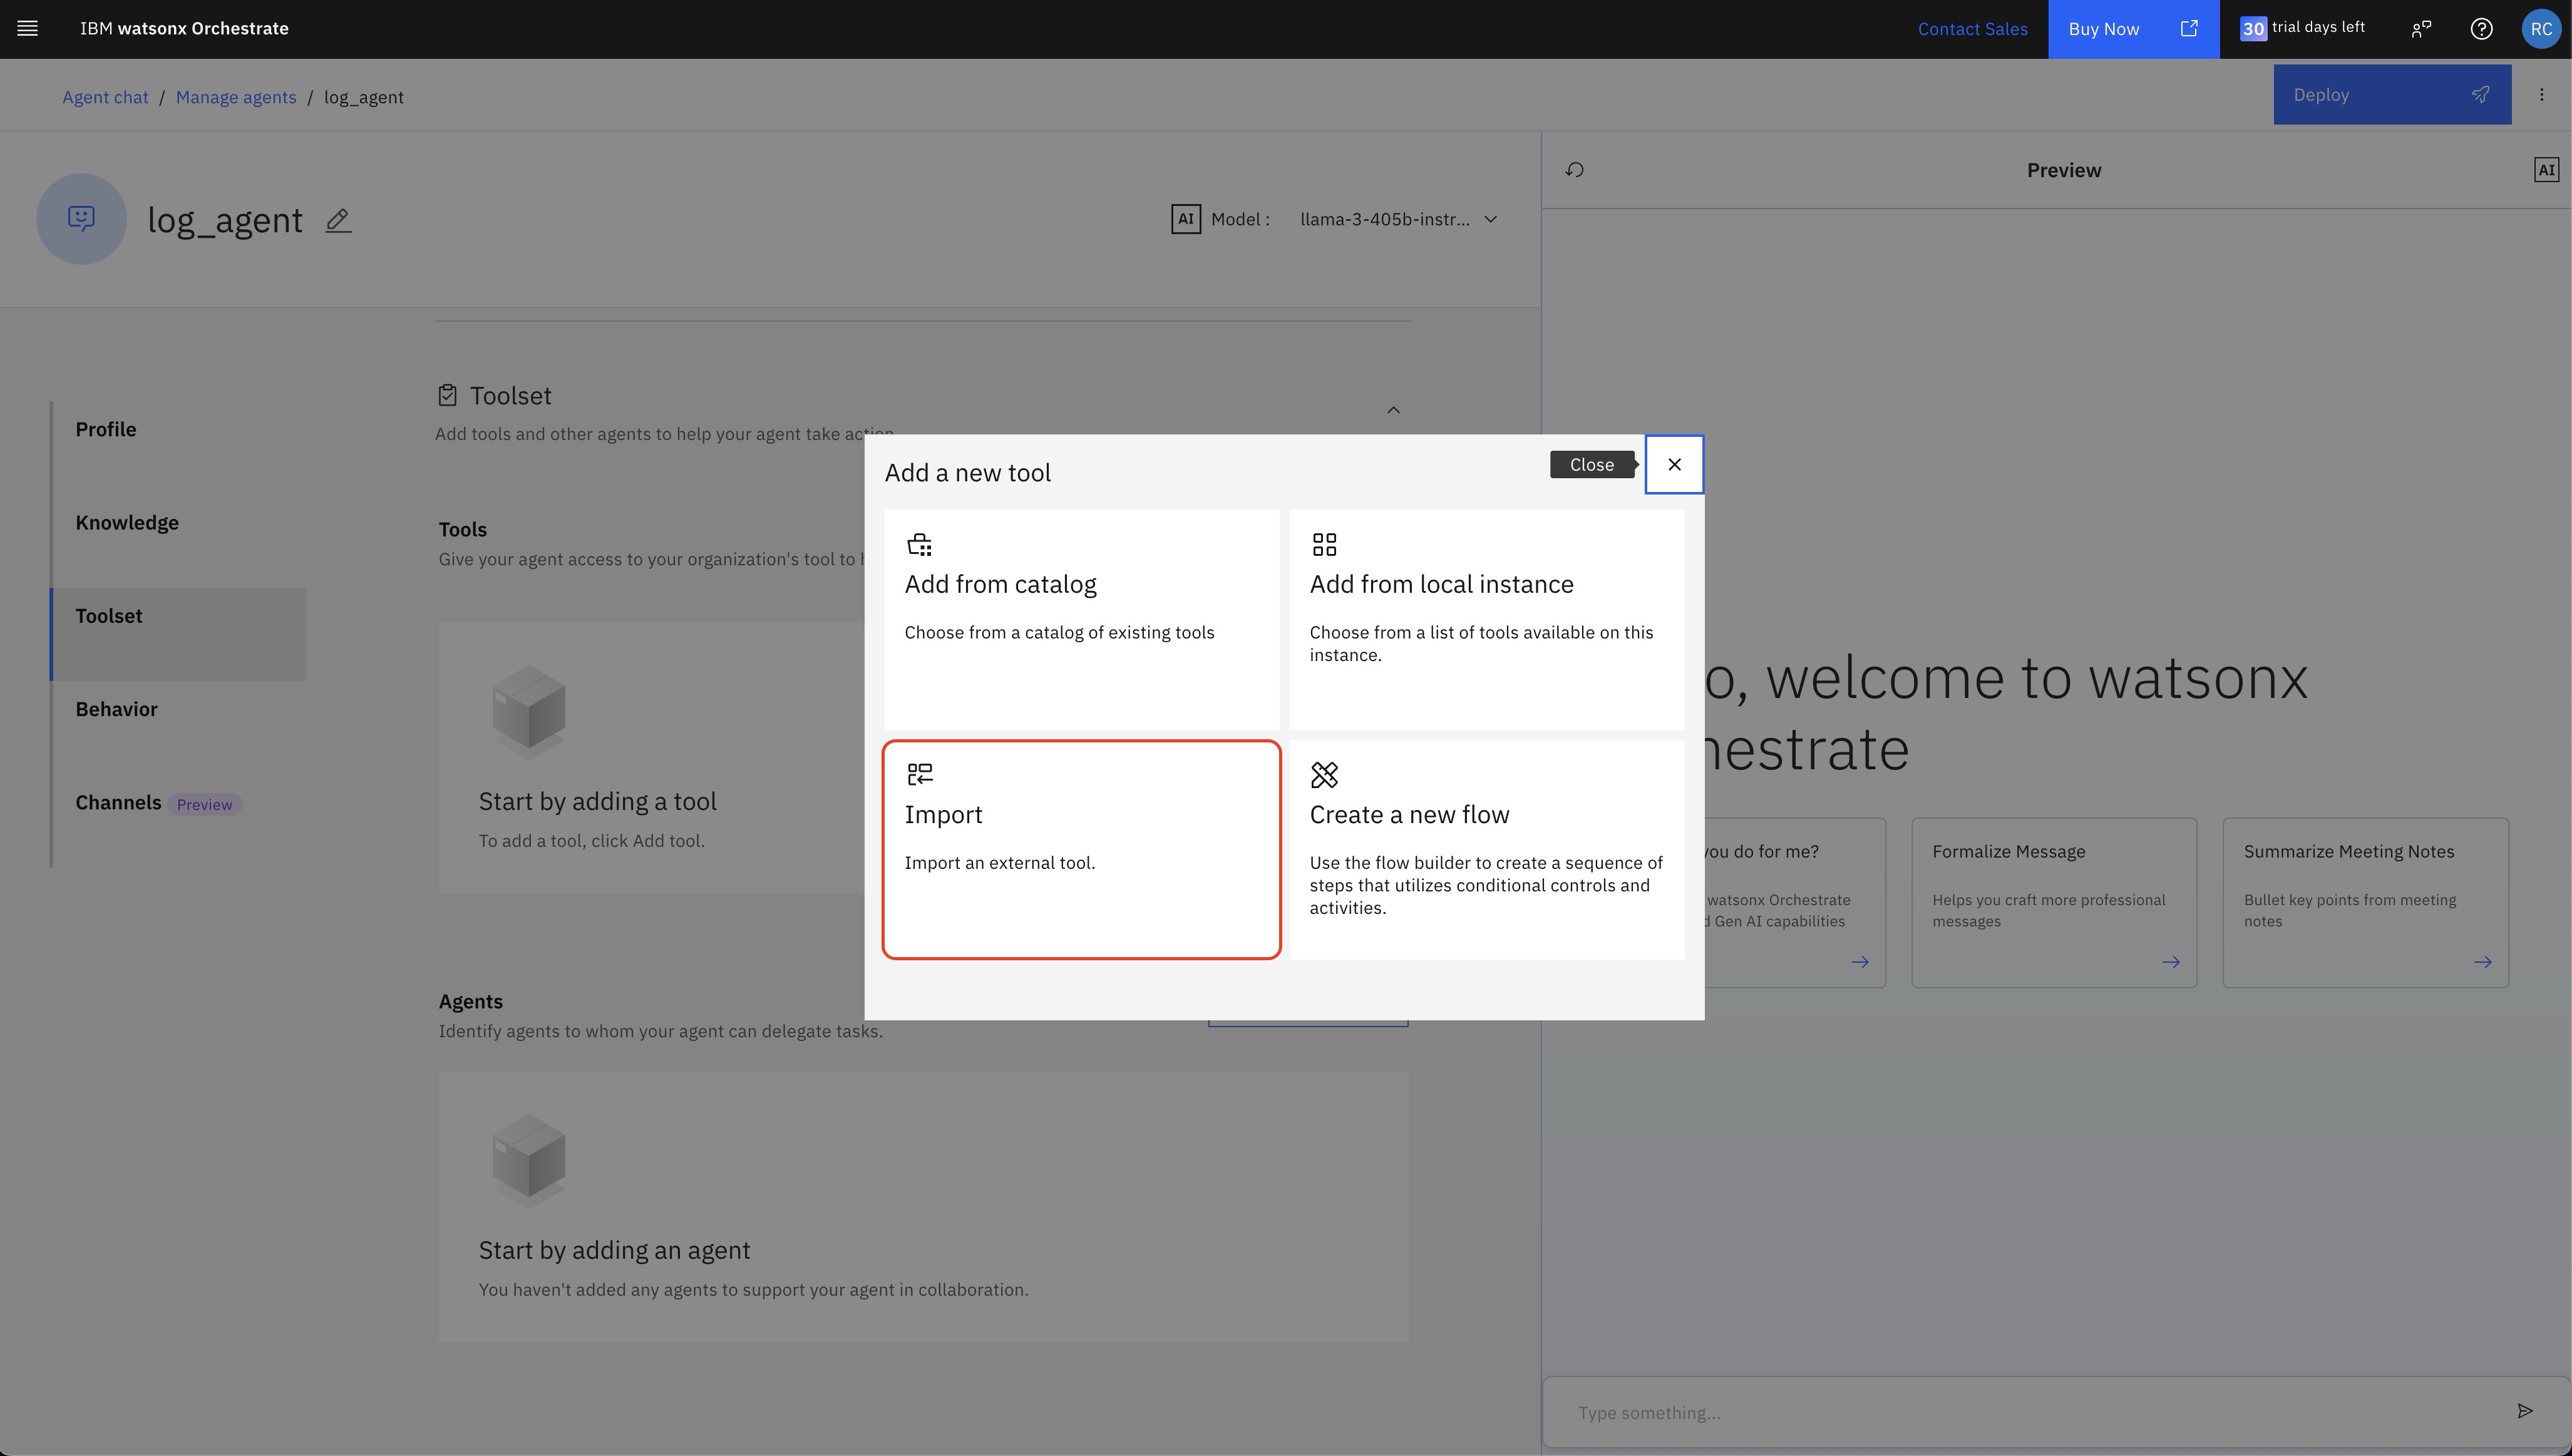 IBM watsonx Orchestrate
Contact Sales
Buy Now
30 trial days left
RC
Agent chat / Manage agents / log_agent
Deploy
log_agent
AI Model : llama-3-405b-instr...
Preview
AI
Profile
Knowledge
Toolset
Behavior
Channels Preview
Toolset
Add tools and other agents to help your agent take action
Tools
Give your agent access to your organization's tool to
Start by adding a tool
To add a tool, click Add tool.
Agents
Identify agents to whom your agent can delegate tasks.
Start by adding an agent
You haven't added any agents to support your agent in collaboration.
Add a new tool
Close
Add from catalog
Choose from a catalog of existing tools
Add from local instance
Choose from a list of tools available on this
instance.
Import
Import an external tool.
Create a new flow
Use the flow builder to create a sequence of
steps that utilizes conditional controls and
activities.
welcome to watsonx
you do for me?
watsonx Orchestrate
Gen AI capabilities
Formalize Message
Helps you craft more professional
messages
Summarize Meeting Notes
Bullet key points from meeting
notes
Type something...